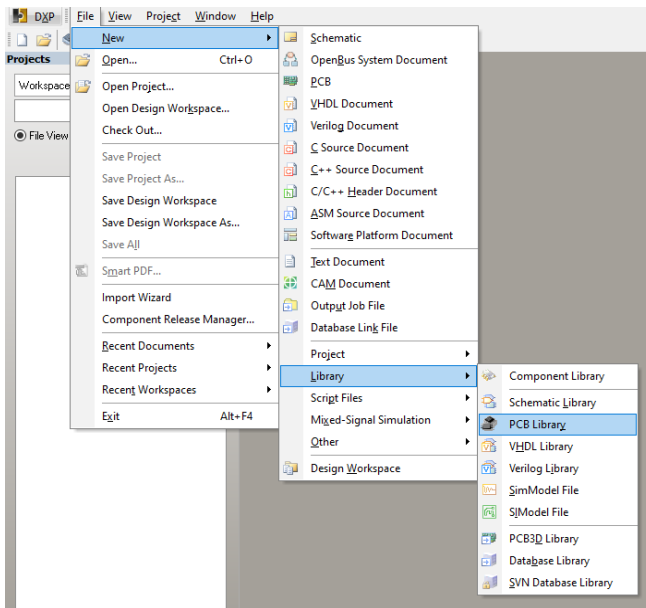 DXP File View Project Window Help
Projects
Workspace
File View
New
Open... Ctrl+O
Open Project...
Open Design Workspace...
Check Out...
Save Project
Save Project As...
Save Design Workspace
Save Design Workspace As...
Save All
Smart PDF...
Import Wizard
Component Release Manager...
Recent Documents
Recent Projects
Recent Workspaces
Exit Alt+F4
Schematic
OpenBus System Document
PCB
VHDL Document
Verilog Document
C Source Document
C++ Source Document
C/C++ Header Document
ASM Source Document
Software Platform Document
Text Document
CAM Document
Output Job File
Database Link File
Project
Library
Script Files
Mixed-Signal Simulation
Other
Design Workspace
Component Library
Schematic Library
PCB Library
VHDL Library
Verilog Library
SimModel File
SIModel File
PCB3D Library
Database Library
SVN Database Library